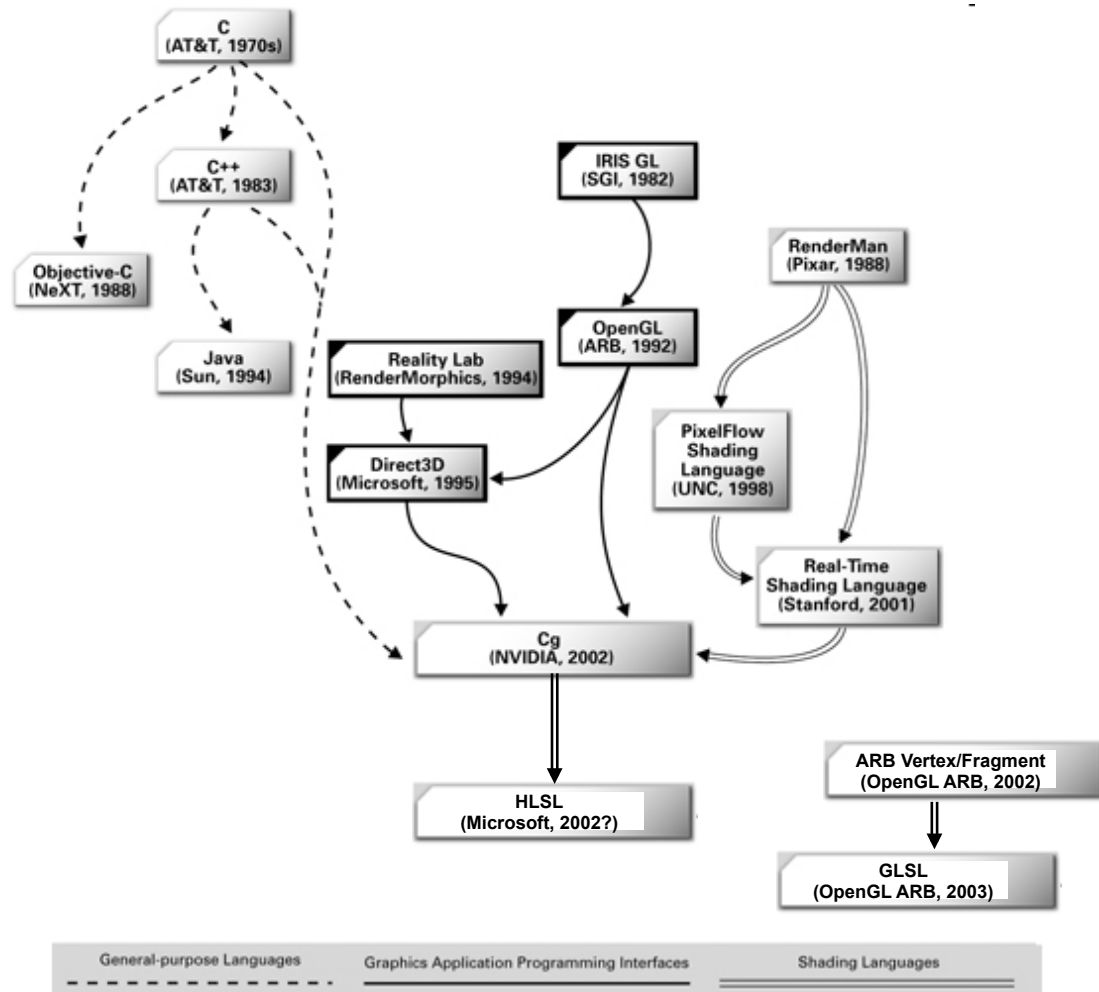 C
(AT&T, 1970s)
C++
(AT&T, 1983)
IRIS GL
(SGI, 1982)
RenderMan
(Pixar, 1988)
Objective-C
(NeXT, 1988)
OpenGL
(ARB, 1992)
Java
(Sun, 1994)
Reality Lab
(RenderMorphics, 1994)
PixelFlow
Shading
Language
(UNC, 1998)
Direct3D
(Microsoft, 1995)
Real-Time
Shading Language
(Stanford, 2001)
Cg
(NVIDIA, 2002)
ARB Vertex/Fragment
(OpenGL ARB, 2002)
HLSL
(Microsoft, 2002?)
GLSL
(OpenGL ARB, 2003)
General-purpose Languages
Graphics Application Programming Interfaces
Shading Languages